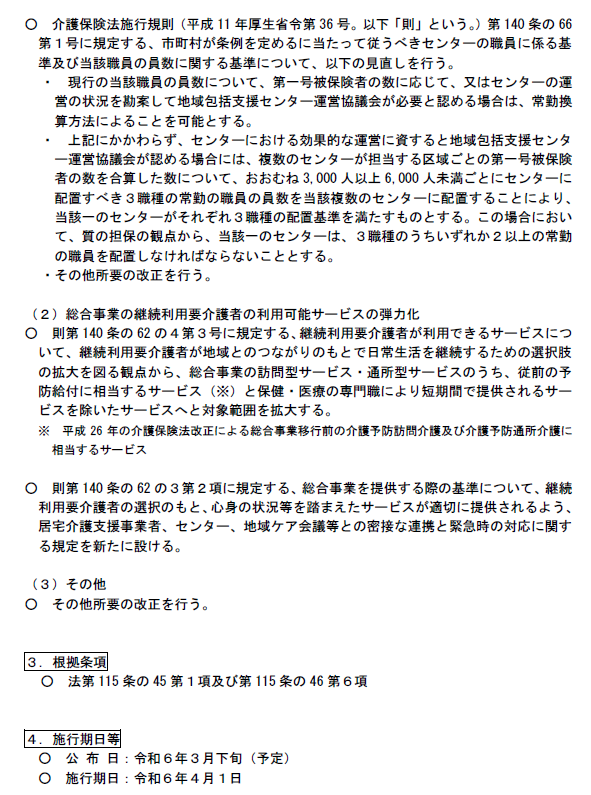 〇　介護保険法施行規則（平成 11 年厚生省令第 36 号。以下「則」という。）第 140 条の 66
第１号に規定する、市町村が条例を定めるに当たって従うべきセンターの職員に係る基
準及び当該職員の員数に関する基準について、以下の見直しを行う。
・　現行の当該職員の員数について、第一号被保険者の数に応じて、又はセンターの運
営の状況を勘案して地域包括支援センター運営協議会が必要と認める場合は、常勤換
算方法によることを可能とする。
・　上記にかかわらず、センターにおける効果的な運営に資すると地域包括支援センタ
ー運営協議会が認める場合には、複数のセンターが担当する区域ごとの第一号被保険
者の数を合算した数について、おおむね 3,000 人以上 6,000 人未満ごとにセンターに
配置すべき３職種の常勤の職員の員数を当該複数のセンターに配置することにより、
当該一のセンターがそれぞれ３職種の配置基準を満たすものとする。この場合におい
て、質の担保の観点から、当該一のセンターは、３職種のうちいずれか２以上の常勤
の職員を配置しなければならないこととする。
・その他所要の改正を行う。
（２）総合事業の継続利用要介護者の利用可能サービスの弾力化
〇　則第 140 条の 62 の４第３号に規定する、継続利用要介護者が利用できるサービスにつ
いて、継続利用要介護者が地域とのつながりのもとで日常生活を継続するための選択肢
の拡大を図る観点から、総合事業の訪問型サービス・通所型サービスのうち、従前の予
防給付に相当するサービス（※）と保健・医療の専門職により短期間で提供されるサー
ビスを除いたサービスへと対象範囲を拡大する。
※　平成 26 年の介護保険法改正による総合事業移行前の介護予防訪問介護及び介護予防通所介護に
相当するサービス
〇　則第 140 条の 62 の３第２項に規定する、総合事業を提供する際の基準について、継続
利用要介護者の選択のもと、心身の状況等を踏まえたサービスが適切に提供されるよう、
居宅介護支援事業者、センター、地域ケア会議等との密接な連携と緊急時の対応に関す
る規定を新たに設ける。
（３）その他
〇　その他所要の改正を行う。
３．根拠条項
〇　法第 115 条の 45 第１項及び第 115 条の 46 第６項
４．施行期日等
〇　公 布 日：令和６年３月下旬（予定）
〇　施行期日：令和６年４月１日